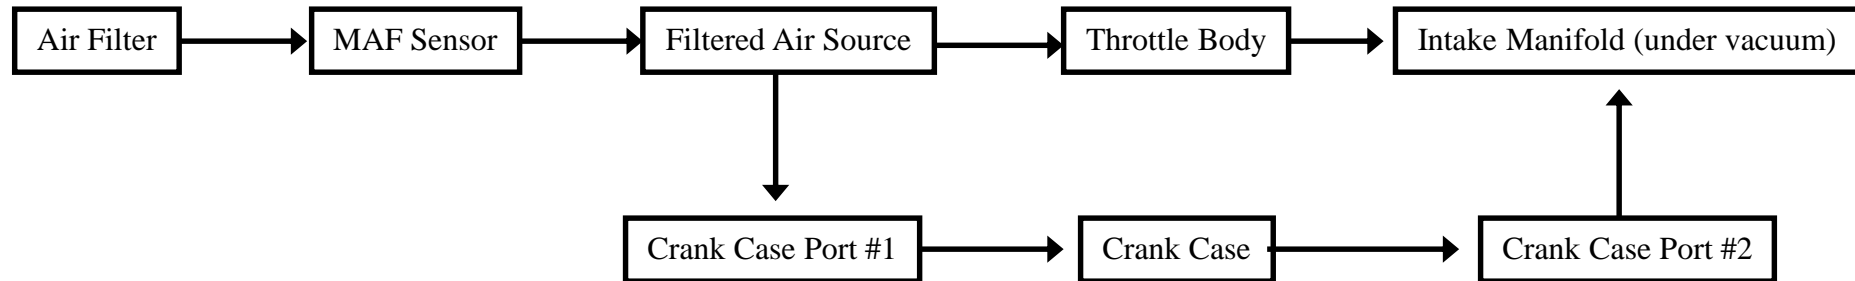 Air Filter
MAF Sensor
Filtered Air Source
Throttle Body
Intake Manifold (under vacuum)
Crank Case Port #1
Crank Case
Crank Case Port #2